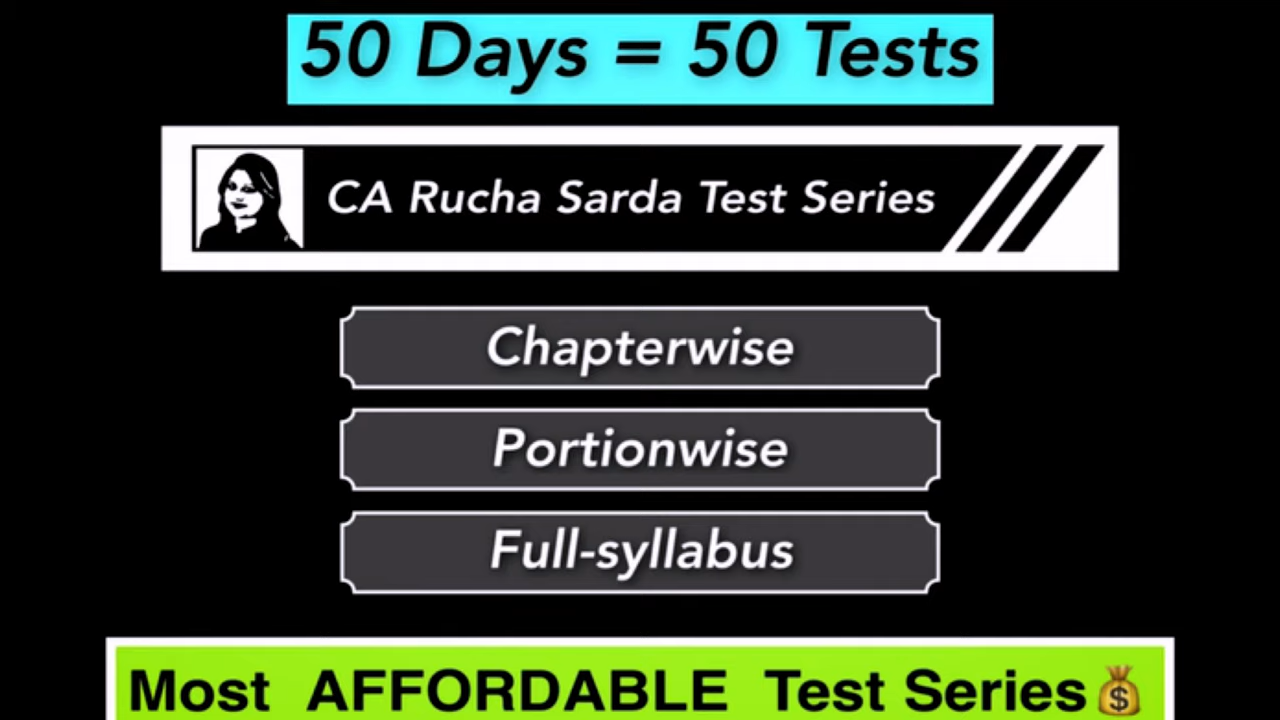 50 Days = 50 Tests
CA Rucha Sarda Test Series
Chapterwise
Portionwise
Full-syllabus
Most AFFORDABLE Test Series💰